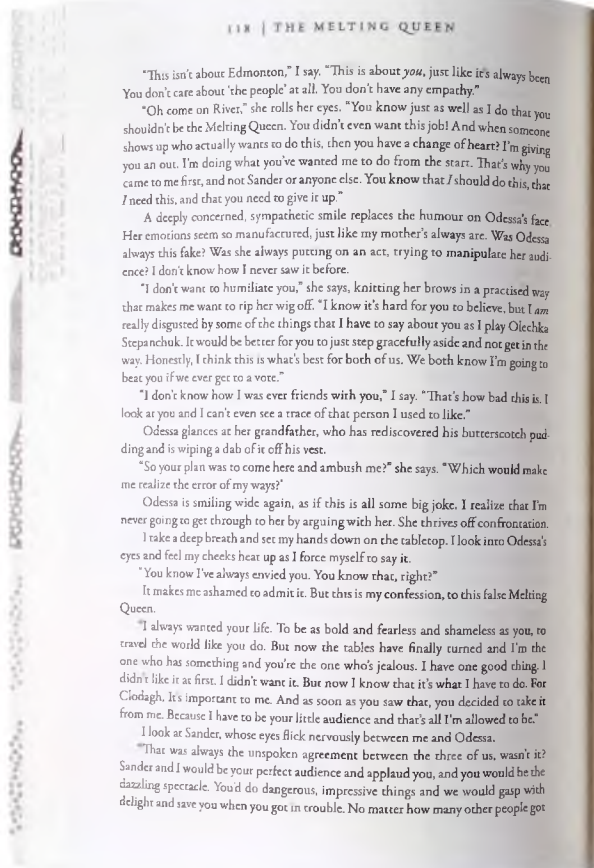 118 | THE MELTING QUEEN
"This isn't about Edmonton," I say. "This is about you, just like it's always been
You don't care about 'the people' at all. You don't have any empathy."
"Oh come on River," she rolls her eyes. "You know just as well as I do that you
shouldn't be the Melting Queen. You didn't even want this job! And when someone
shows up who actually wants to do this, then you have a change of heart? I'm giving
you an out. I'm doing what you've wanted me to do from the start. That's why you
came to me first, and not Sander or anyone else. You know that I should do this, that
I need this, and that you need to give it up."
A deeply concerned, sympathetic smile replaces the humour on Odessa's face.
Her emotions seem so manufactured, just like my mother's always are. Was Odessa
always this fake? Was she always putting on an act, trying to manipulate her audi-
ence? I don't know how I never saw it before.
"I don't want to humiliate you," she says, knitting her brows in a practised way
that makes me want to rip her wig off. "I know it's hard for you to believe, but I am
really disgusted by some of the things that I have to say about you as I play Olechka
Stepanchuk. It would be better for you to just step gracefully aside and not get in the
way. Honestly, I think this is what's best for both of us. We both know I'm going to
beat you if we ever get to a vote."
"I don't know how I was ever friends with you," I say. "That's how bad this is. I
look at you and I can't even see a trace of that person I used to like."
Odessa glances at her grandfather, who has rediscovered his butterscotch pud-
ding and is wiping a dab of it off his vest.
"So your plan was to come here and ambush me?" she says. "Which would make
me realize the error of my ways?"
Odessa is smiling wide again, as if this is all some big joke. I realize that I'm
never going to get through to her by arguing with her. She thrives off confrontation.
I take a deep breath and set my hands down on the tabletop. I look into Odessa's
eyes and feel my cheeks heat up as I force myself to say it.
"You know I've always envied you. You know that, right?"
It makes me ashamed to admit it. But this is my confession, to this false Melting
Queen.
"I always wanted your life. To be as bold and fearless and shameless as you, to
travel the world like you do. But now the tables have finally turned and I'm the
one who has something and you're the one who's jealous. I have one good thing. I
didn't like it at first. I didn't want it. But now I know that it's what I have to do. For
Clodagh. It's important to me. And as soon as you saw that, you decided to take it
from me. Because I have to be your little audience and that's all I'm allowed to be."
I look at Sander, whose eyes flick nervously between me and Odessa.
"That was always the unspoken agreement between the three of us, wasn't it?
Sander and I would be your perfect audience and applaud you, and you would be the
dazzling spectacle. You'd do dangerous, impressive things and we would gasp with
delight and save you when you got in trouble. No matter how many other people got